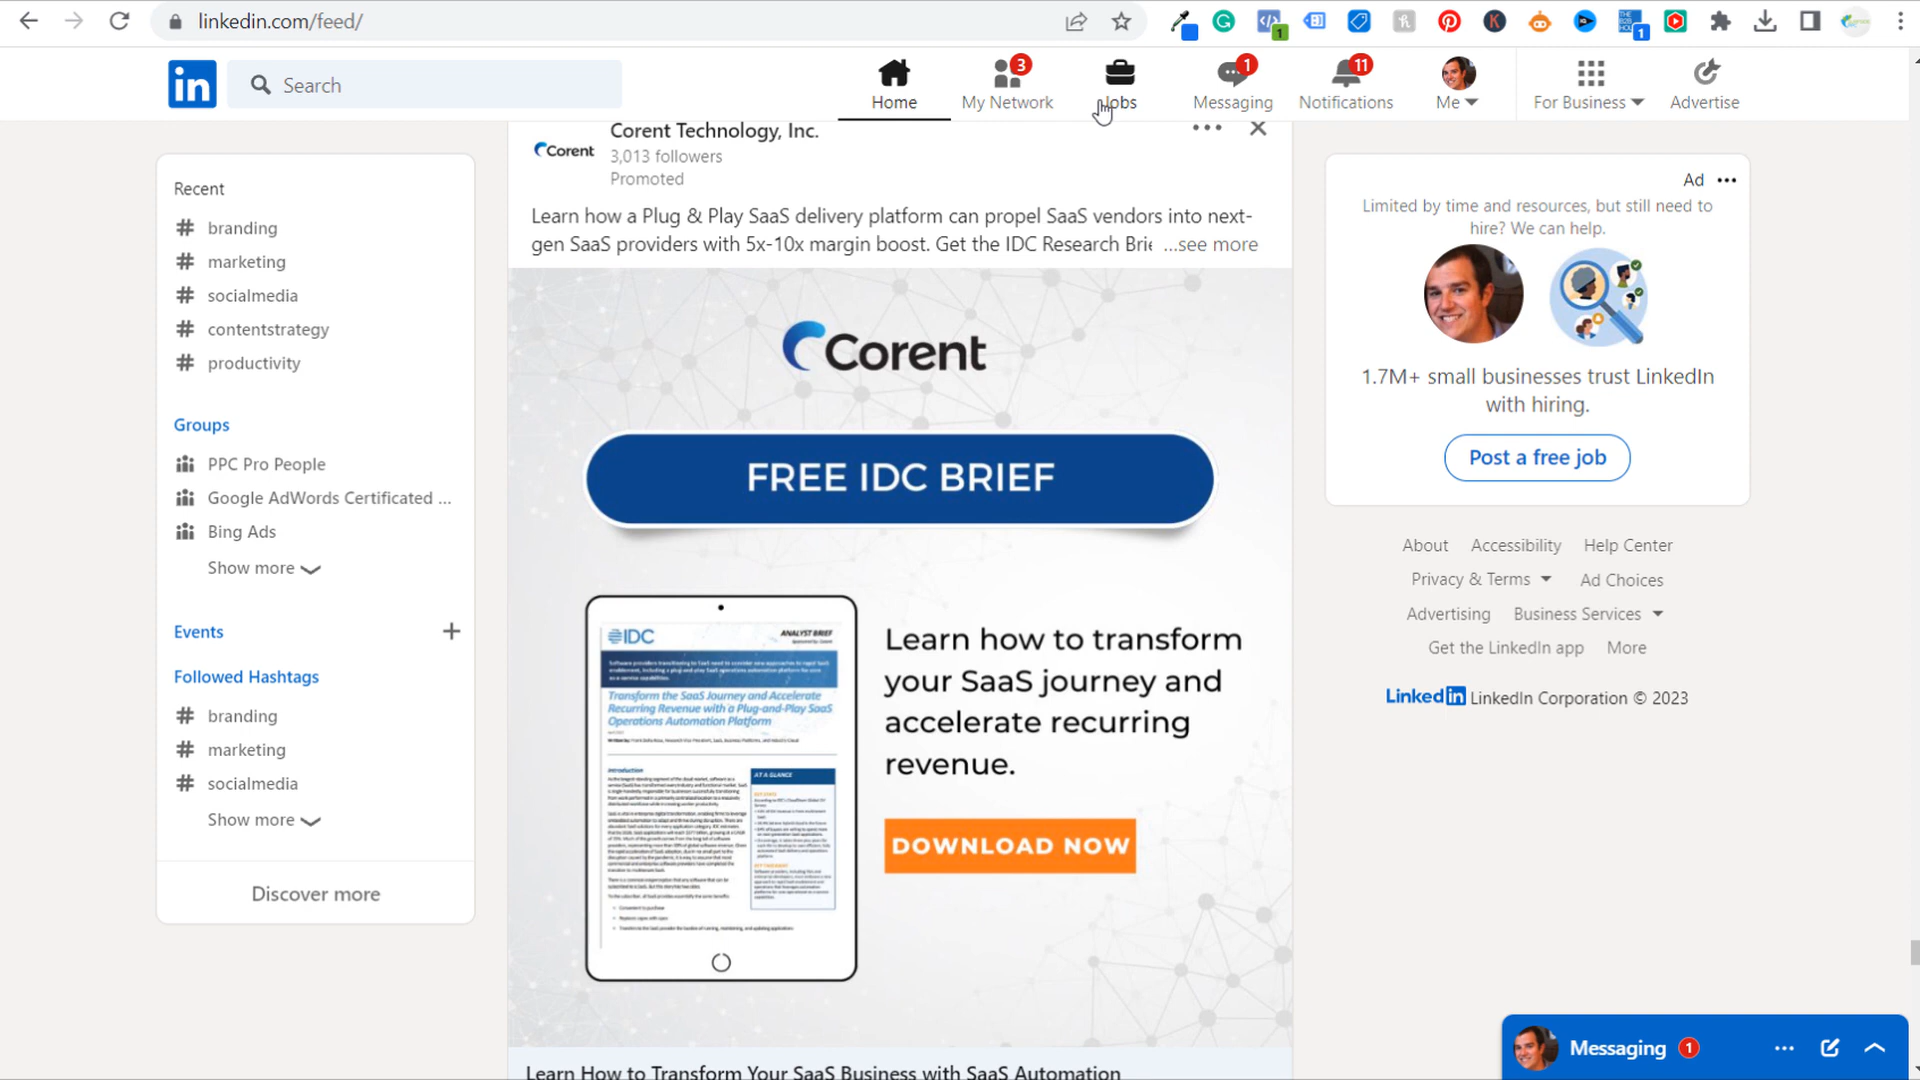 linkedin.com/feed/
1
THE B2B HOUSE
1
in
Search
Home
3
My Network
Jobs
1
Messaging
11
Notifications
Me
For Business
Advertise
Recent
# branding
# marketing
# socialmedia
# contentstrategy
# productivity
Groups
PPC Pro People
Google AdWords Certificated ...
Bing Ads
Show more
Events
Followed Hashtags
# branding
# marketing
# socialmedia
Show more
Discover more
Corent
Corent Technology, Inc.
3,013 followers
Promoted
Learn how a Plug & Play SaaS delivery platform can propel SaaS vendors into next-
gen SaaS providers with 5x-10x margin boost. Get the IDC Research Brie ...see more
Corent
FREE IDC BRIEF
IDC
ANALYST BRIEF
Transform the SaaS Journey and Accelerate
Recurring Revenue with a Plug-and-Play SaaS
Operations Automation Platform
Introduction
AT A GLANCE
Learn how to transform
your SaaS journey and
accelerate recurring
revenue.
DOWNLOAD NOW
Learn How to Transform Your SaaS Business with SaaS Automation
Ad
Limited by time and resources, but still need to
hire? We can help.
1.7M+ small businesses trust LinkedIn
with hiring.
Post a free job
About Accessibility Help Center
Privacy & Terms Ad Choices
Advertising Business Services
Get the LinkedIn app More
LinkedIn LinkedIn Corporation © 2023
Messaging 1